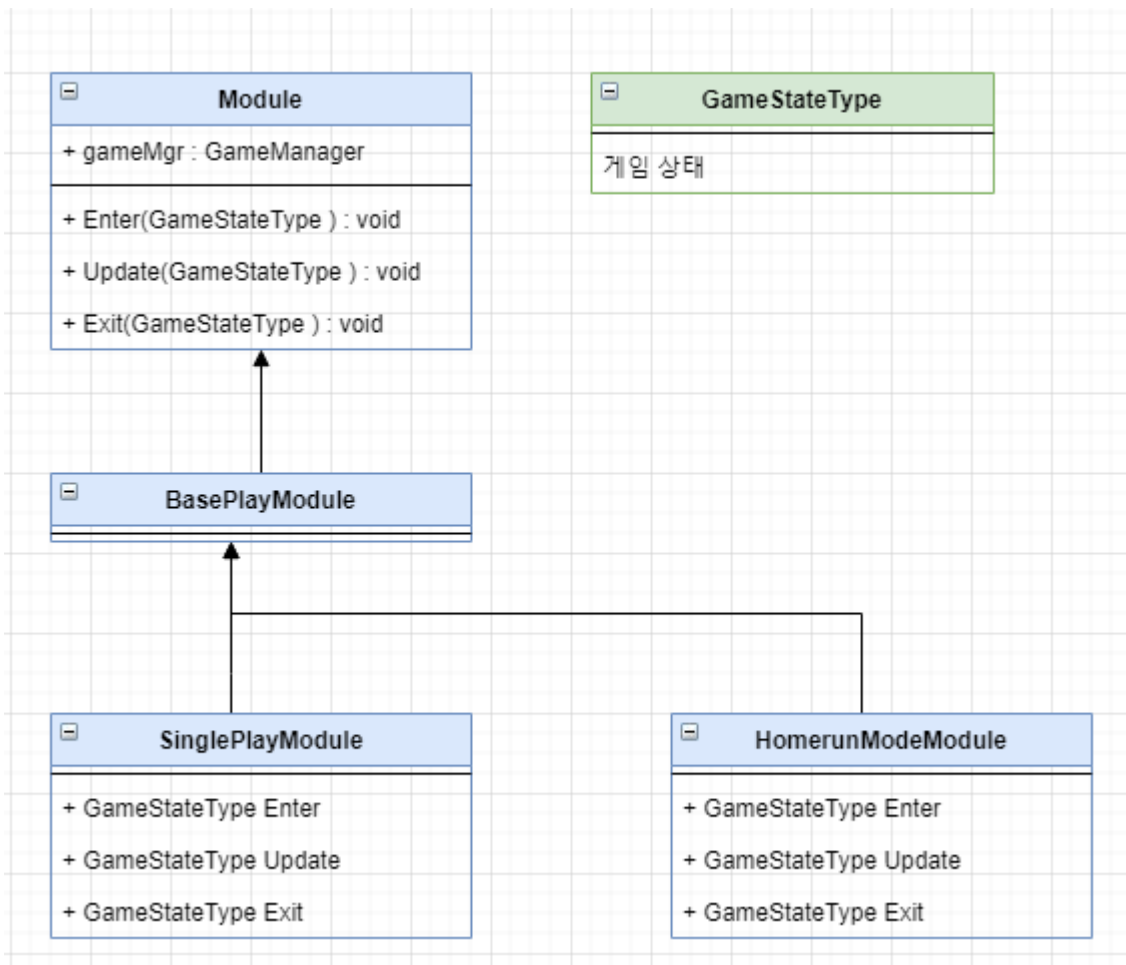 Module
+ gameMgr : GameManager
+ Enter(GameStateType ) : void
+ Update(GameStateType ) : void
+ Exit(GameStateType ) : void
GameStateType
게임 상태
BasePlayModule
SinglePlayModule
+ GameStateType Enter
+ GameStateType Update
+ GameStateType Exit
HomerunModeModule
+ GameStateType Enter
+ GameStateType Update
+ GameStateType Exit